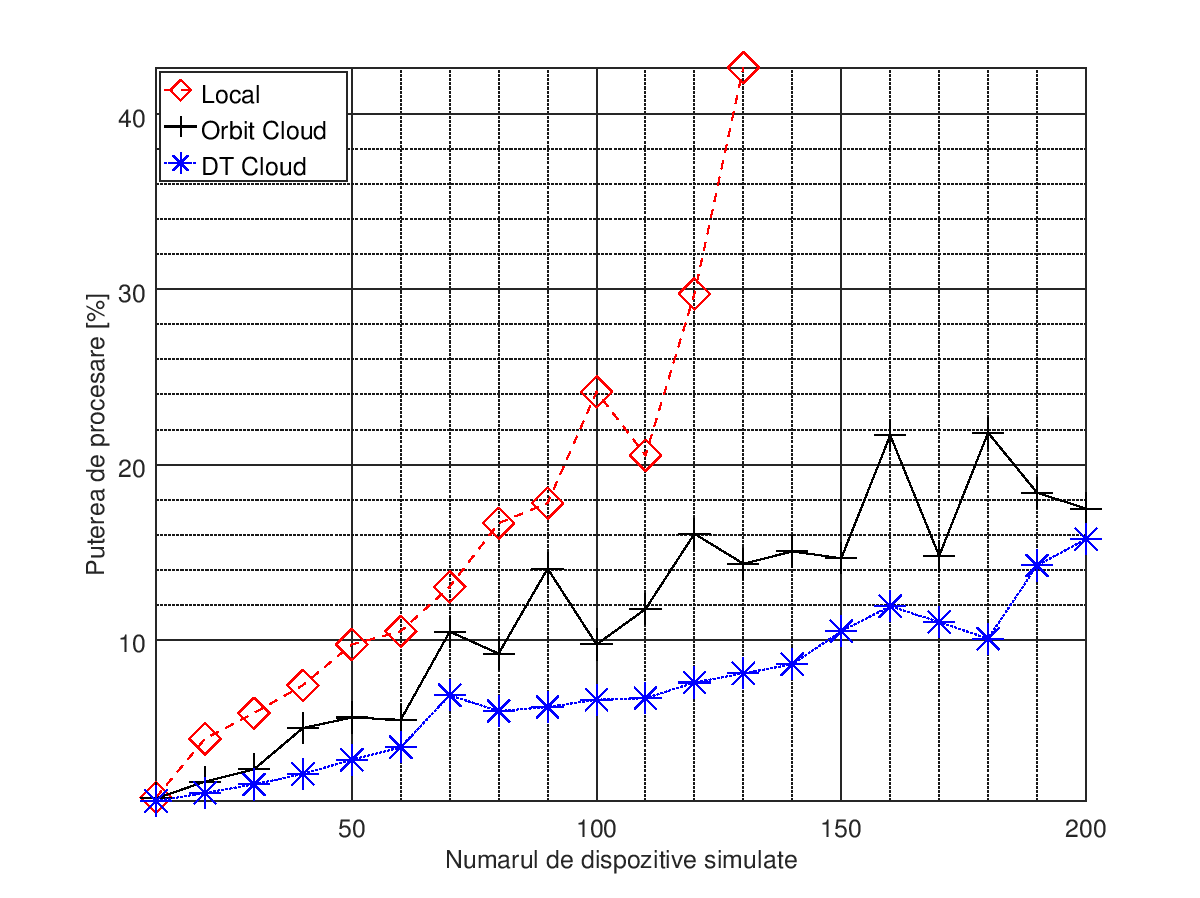 Local
Orbit Cloud
DT Cloud
40
30
20
10
Puterea de procesare [%]
50 100 150 200
Numarul de dispozitive simulate